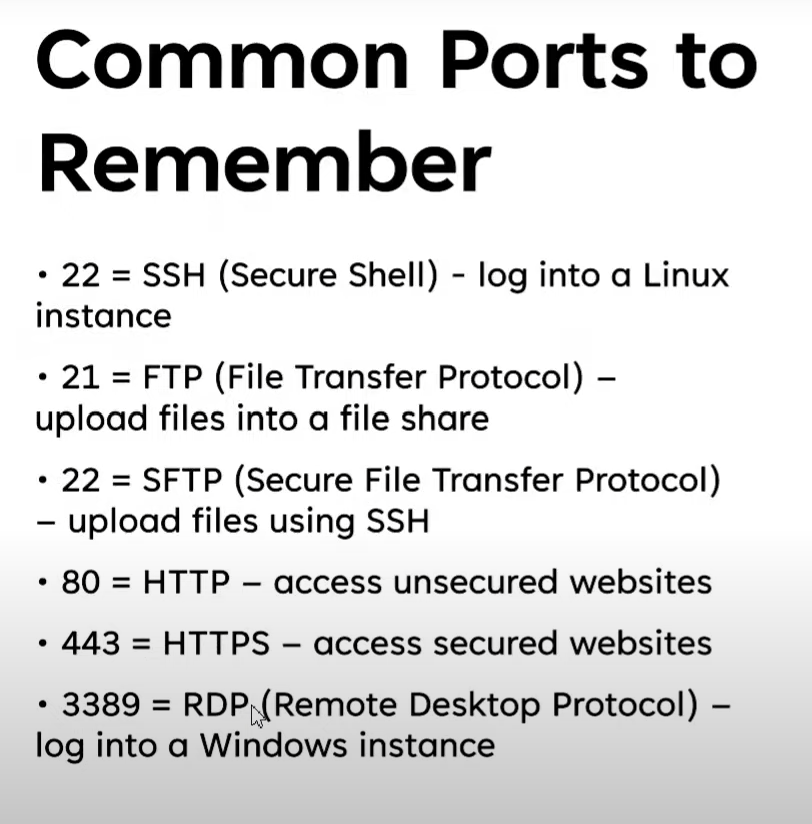 Common Ports to
Remember
• 22 = SSH (Secure Shell) - log into a Linux
instance
• 21 = FTP (File Transfer Protocol) –
upload files into a file share
• 22 = SFTP (Secure File Transfer Protocol)
– upload files using SSH
• 80 = HTTP – access unsecured websites
• 443 = HTTPS – access secured websites
• 3389 = RDP (Remote Desktop Protocol) –
log into a Windows instance